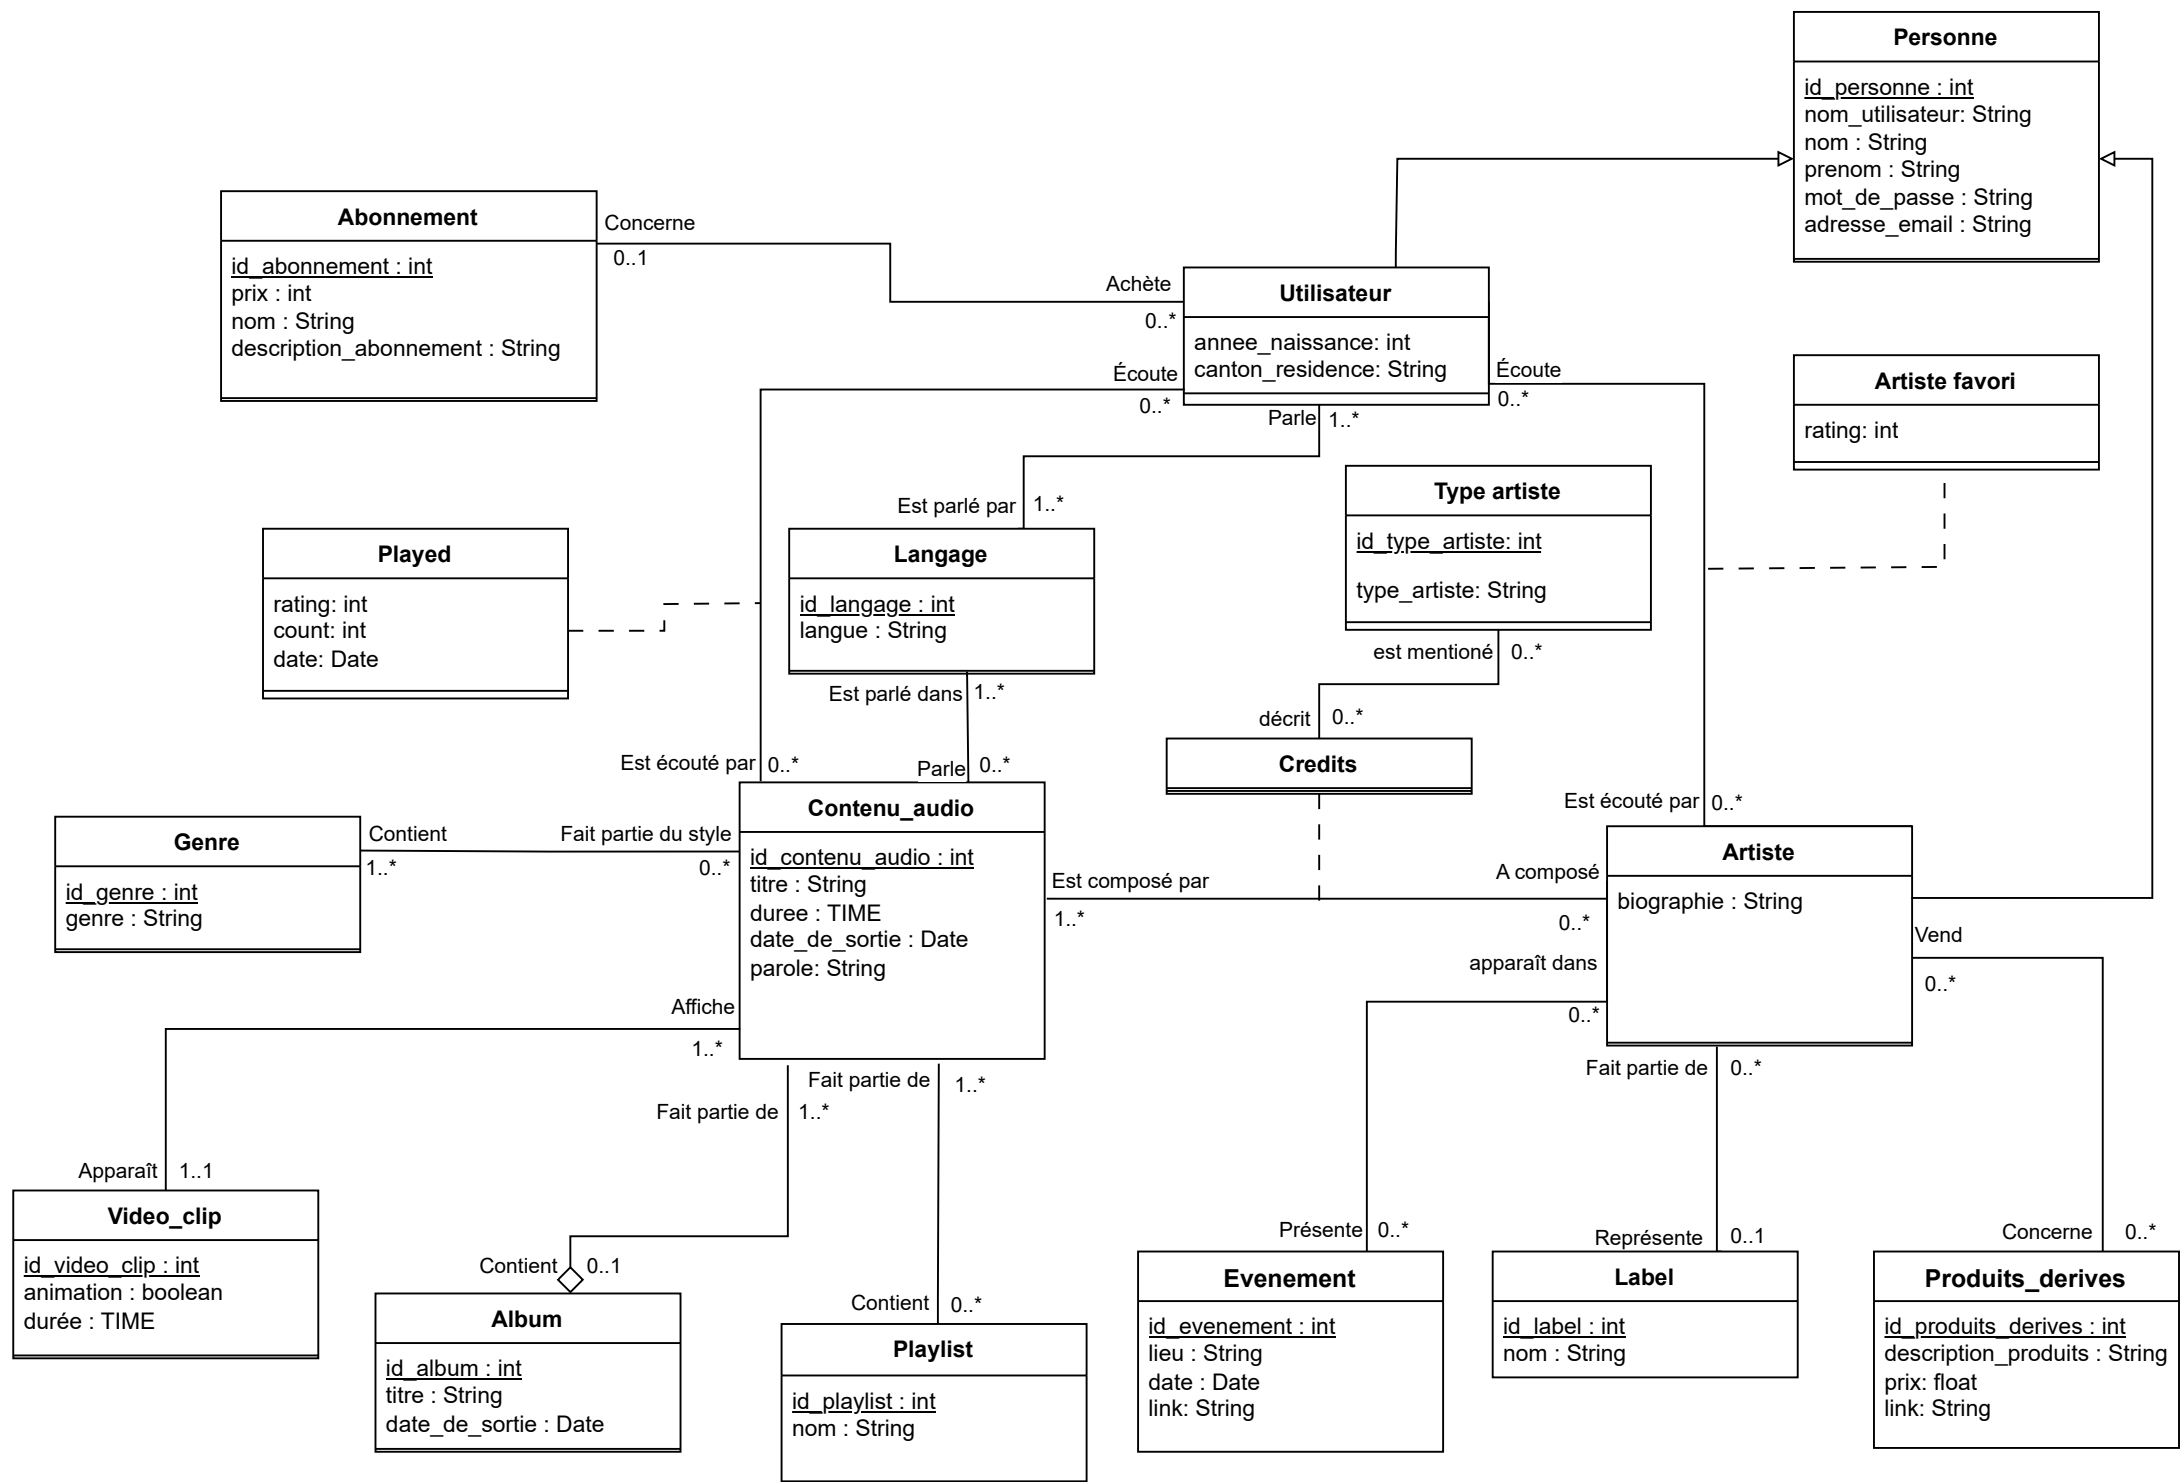 Personne
id_personne : int
nom_utilisateur: String
nom : String
prenom : String
mot_de_passe : String
adresse_email : String
Abonnement
id_abonnement : int
prix : int
nom : String
description_abonnement : String
Concerne
0..1
Achète
0..*
Utilisateur
annee_naissance: int
canton_residence: String
Écoute
0..*
Écoute
0..*
Parle
1..*
Artiste favori
rating: int
Type artiste
id_type_artiste: int
type_artiste: String
est mentioné
0..*
Est parlé par
1..*
Played
rating: int
count: int
date: Date
Langage
id_langage : int
langue : String
Est parlé dans
1..*
décrit
0..*
Credits
Est écouté par
0..*
Parle
0..*
Est écouté par
0..*
Genre
id_genre : int
genre : String
Contient
1..*
Fait partie du style
0..*
Contenu_audio
id_contenu_audio : int
titre : String
duree : TIME
date_de_sortie : Date
parole: String
Est composé par
1..*
A composé
0..*
Artiste
biographie : String
Vend
0..*
apparaît dans
0..*
Affiche
1..*
Fait partie de
1..*
Fait partie de
1..*
Fait partie de
0..*
Apparaît
1..1
Video_clip
id_video_clip : int
animation : boolean
durée : TIME
Contient
0..1
Album
id_album : int
titre : String
date_de_sortie : Date
Contient
0..*
Playlist
id_playlist : int
nom : String
Présente
0..*
Evenement
id_evenement : int
lieu : String
date : Date
link: String
Représente
0..1
Label
id_label : int
nom : String
Concerne
0..*
Produits_derives
id_produits_derives : int
description_produits : String
prix: float
link: String